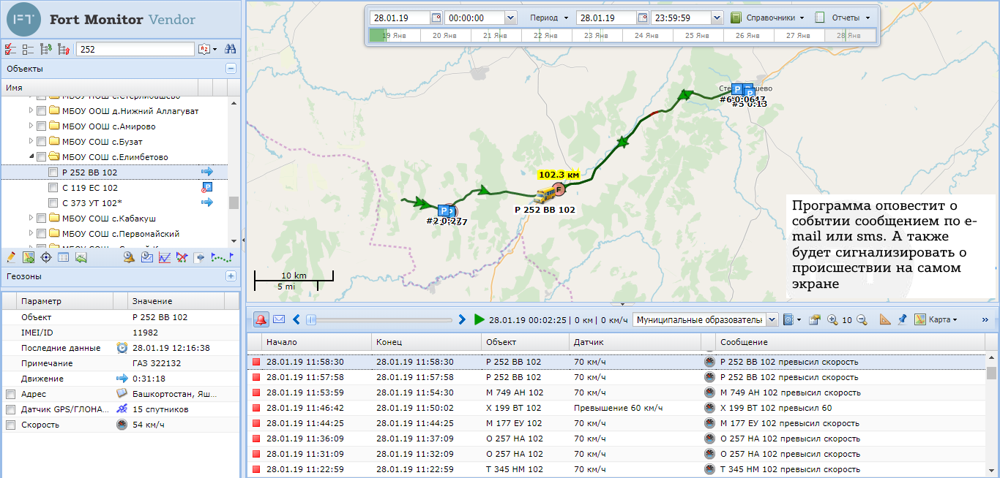 FT Fort Monitor Vendor
252
Объекты
Имя
МБОУ СОШ с.Стерлибашево
МБОУ ООШ д.Нижний Аллагуват
МБОУ ООШ с.Амирово
МБОУ СОШ с.Бузат
МБОУ СОШ с.Елимбетово
Р 252 ВВ 102
С 119 ЕС 102
С 373 УТ 102*
МБОУ СОШ с.Кабакуш
МБОУ СОШ с.Первомайский
Геозоны
Параметр Значение
Объект Р 252 ВВ 102
IMEI/ID 11982
Последние данные 28.01.19 12:16:38
Примечание ГАЗ 322132
Движение 0:31:18
Адрес Башкортостан, Яш...
Датчик GPS/ГЛОНА... 15 спутников
Скорость 54 км/ч
28.01.19 00:00:00 Период 28.01.19 23:59:59 Справочники Отчеты
19 Янв 20 Янв 21 Янв 22 Янв 23 Янв 24 Янв 25 Янв 26 Янв 27 Янв 28 Янв
P P
#5 0:13
102.3 км
F
Р 252 ВВ 102
P P
#2 0:27
10 km
5 mi
Программа оповестит о
событии сообщением по e-
mail или sms. А также
будет сигнализировать о
происшествии на самом
экране
28.01.19 00:02:25 | 0 км | 0 км/ч Муниципальные образователь 10 Карта »
Начало Конец Объект Датчик Сообщение
28.01.19 11:58:30 28.01.19 11:58:30 Р 252 ВВ 102 70 км/ч Р 252 ВВ 102 превысил скорость
28.01.19 11:57:58 28.01.19 11:57:58 Р 252 ВВ 102 70 км/ч Р 252 ВВ 102 превысил скорость
28.01.19 11:53:59 28.01.19 11:54:30 М 749 АН 102 70 км/ч М 749 АН 102 превысил скорость
28.01.19 11:46:42 28.01.19 11:50:02 Х 199 ВТ 102 Превышение 60 км/ч Х 199 ВТ 102 превысил 60
28.01.19 11:44:25 28.01.19 11:44:25 М 177 ЕУ 102 70 км/ч М 177 ЕУ 102 превысил скорость
28.01.19 11:36:09 28.01.19 11:37:09 О 257 НА 102 70 км/ч О 257 НА 102 превысил скорость
28.01.19 11:31:09 28.01.19 11:32:09 О 257 НА 102 70 км/ч О 257 НА 102 превысил скорость
28.01.19 11:22:59 28.01.19 11:22:59 Т 345 НМ 102 70 км/ч Т 345 НМ 102 превысил скорость